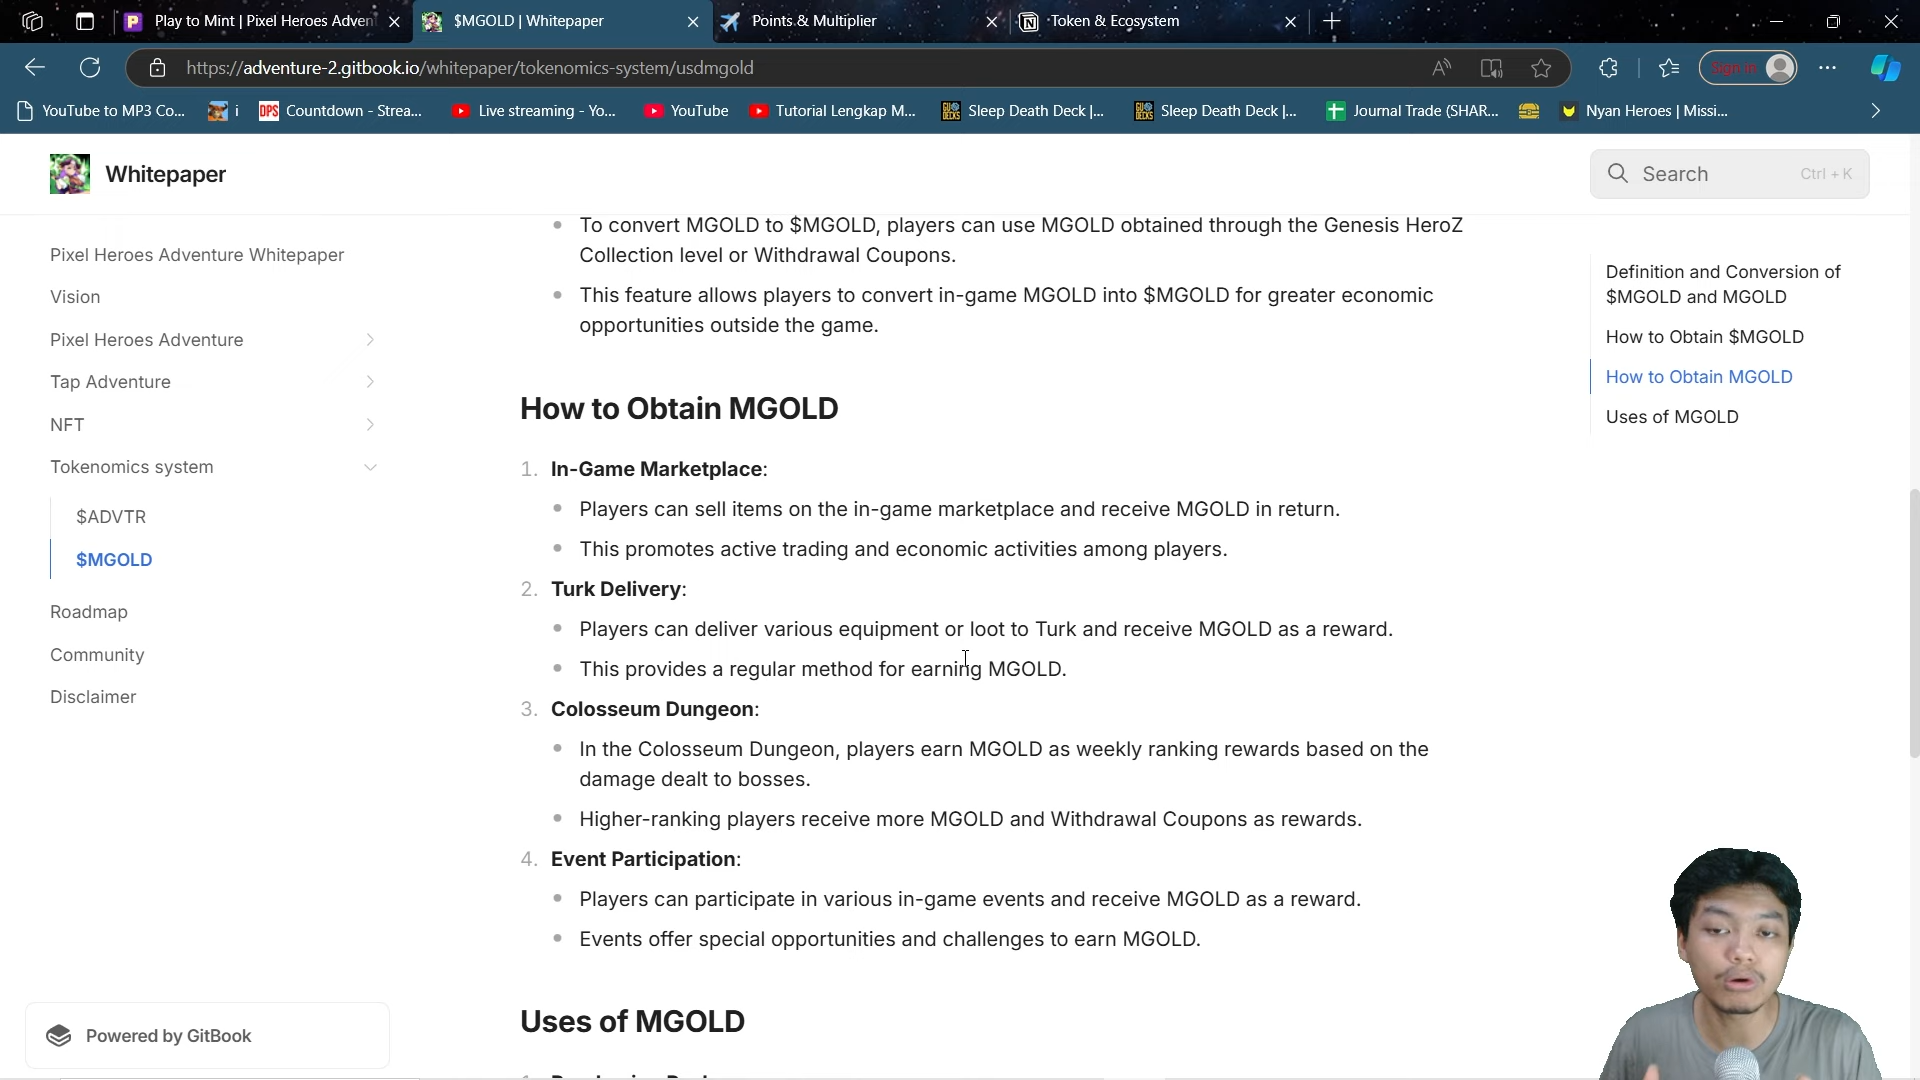 Play to Mint | Pixel Heroes Adven
$MGOLD | Whitepaper
Points & Multiplier
Token & Ecosystem
https://adventure-2.gitbook.io/whitepaper/tokenomics-system/usdmgold
Sign in
YouTube to MP3 Co...
i
DPS Countdown - Strea...
Live streaming - Yo...
YouTube
Tutorial Lengkap M...
Sleep Death Deck |...
Sleep Death Deck |...
Journal Trade (SHAR...
Nyan Heroes | Missi...
Whitepaper
Search
Ctrl + K
Pixel Heroes Adventure Whitepaper
Vision
Pixel Heroes Adventure
Tap Adventure
NFT
Tokenomics system
$ADVTR
$MGOLD
Roadmap
Community
Disclaimer
Powered by GitBook
To convert MGOLD to $MGOLD, players can use MGOLD obtained through the Genesis HeroZ
Collection level or Withdrawal Coupons.
This feature allows players to convert in-game MGOLD into $MGOLD for greater economic
opportunities outside the game.
How to Obtain MGOLD
1. In-Game Marketplace:
Players can sell items on the in-game marketplace and receive MGOLD in return.
This promotes active trading and economic activities among players.
2. Turk Delivery:
Players can deliver various equipment or loot to Turk and receive MGOLD as a reward.
This provides a regular method for earning MGOLD.
3. Colosseum Dungeon:
In the Colosseum Dungeon, players earn MGOLD as weekly ranking rewards based on the
damage dealt to bosses.
Higher-ranking players receive more MGOLD and Withdrawal Coupons as rewards.
4. Event Participation:
Players can participate in various in-game events and receive MGOLD as a reward.
Events offer special opportunities and challenges to earn MGOLD.
Uses of MGOLD
Definition and Conversion of
$MGOLD and MGOLD
How to Obtain $MGOLD
How to Obtain MGOLD
Uses of MGOLD